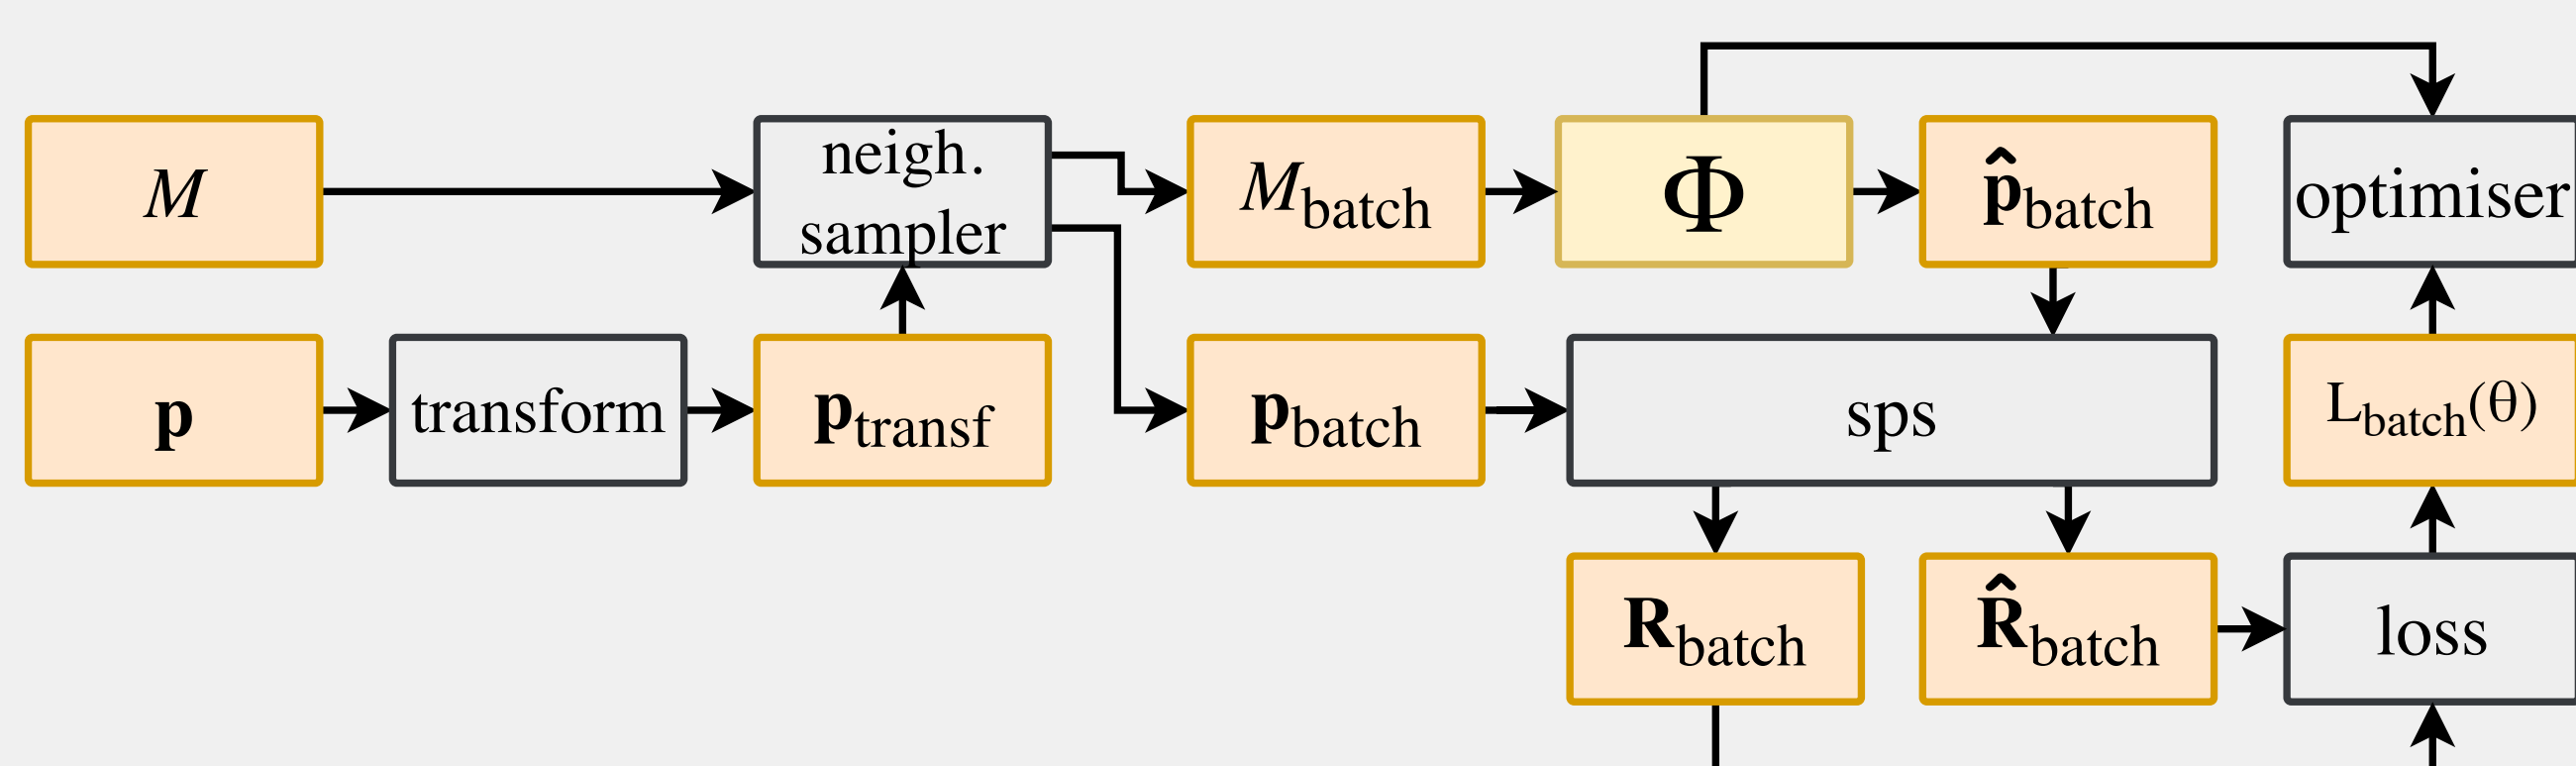 M
neigh.
sampler
M_batch
Φ
p̂_batch
optimiser
p
transform
p_transf
p_batch
sps
L_batch(θ)
R_batch
R̂_batch
loss